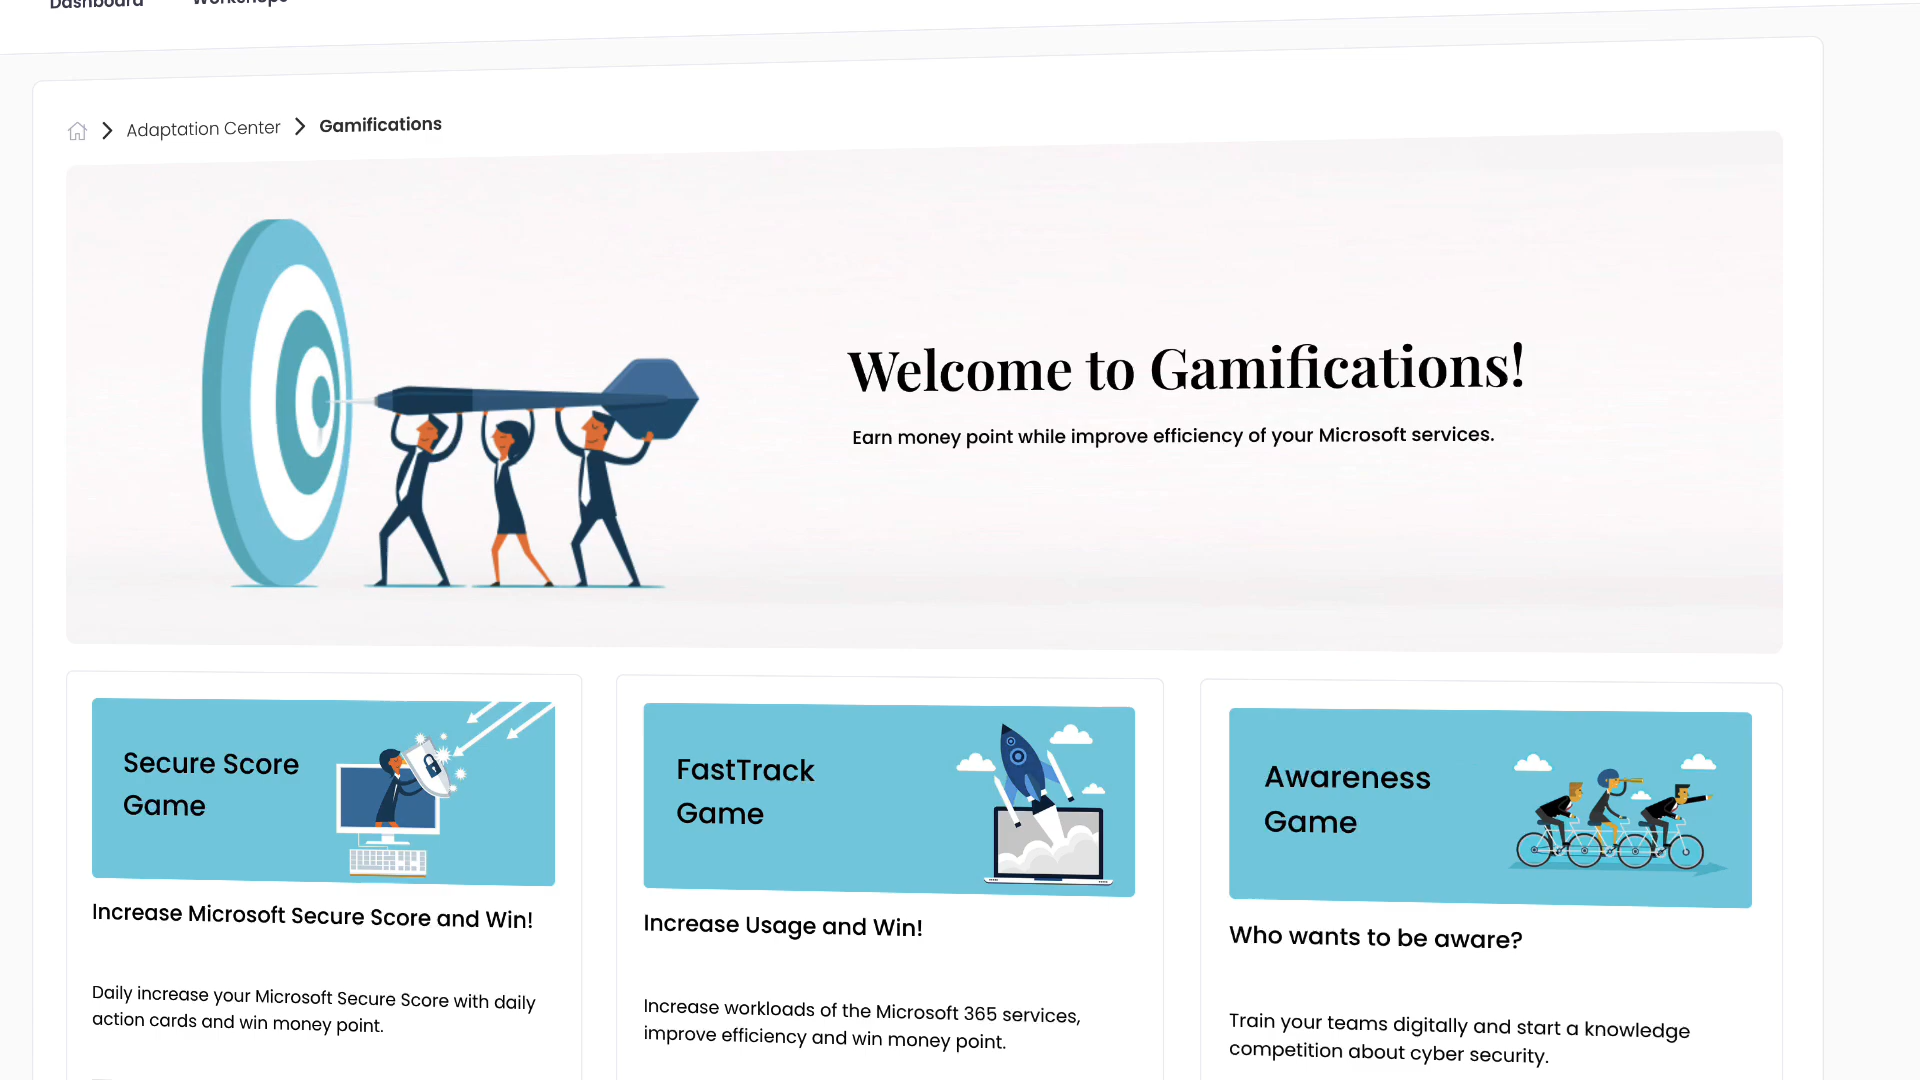 Dashboard
Workshops
Adaptation Center
Gamifications
Welcome to Gamifications!
Earn money point while improve efficiency of your Microsoft services.
Secure Score
Game
Increase Microsoft Secure Score and Win!
Daily increase your Microsoft Secure Score with daily
action cards and win money point.
FastTrack
Game
Increase Usage and Win!
Increase workloads of the Microsoft 365 services,
improve efficiency and win money point.
Awareness
Game
Who wants to be aware?
Train your teams digitally and start a knowledge
competition about cyber security.